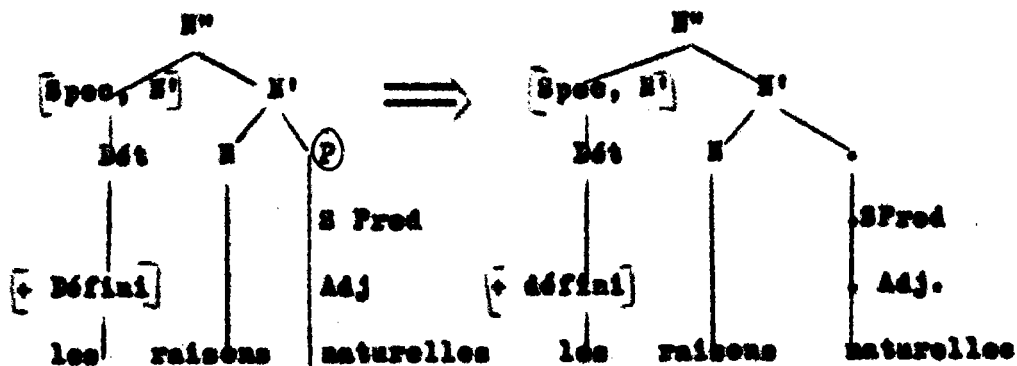 N" N"
[Spec, N'] N' [Spec, N'] N'
Dét N P Dét N .
S Pred .SPred
[+ Défini] Adj [+ défini] . Adj.
les raisons naturelles les raisons naturelles